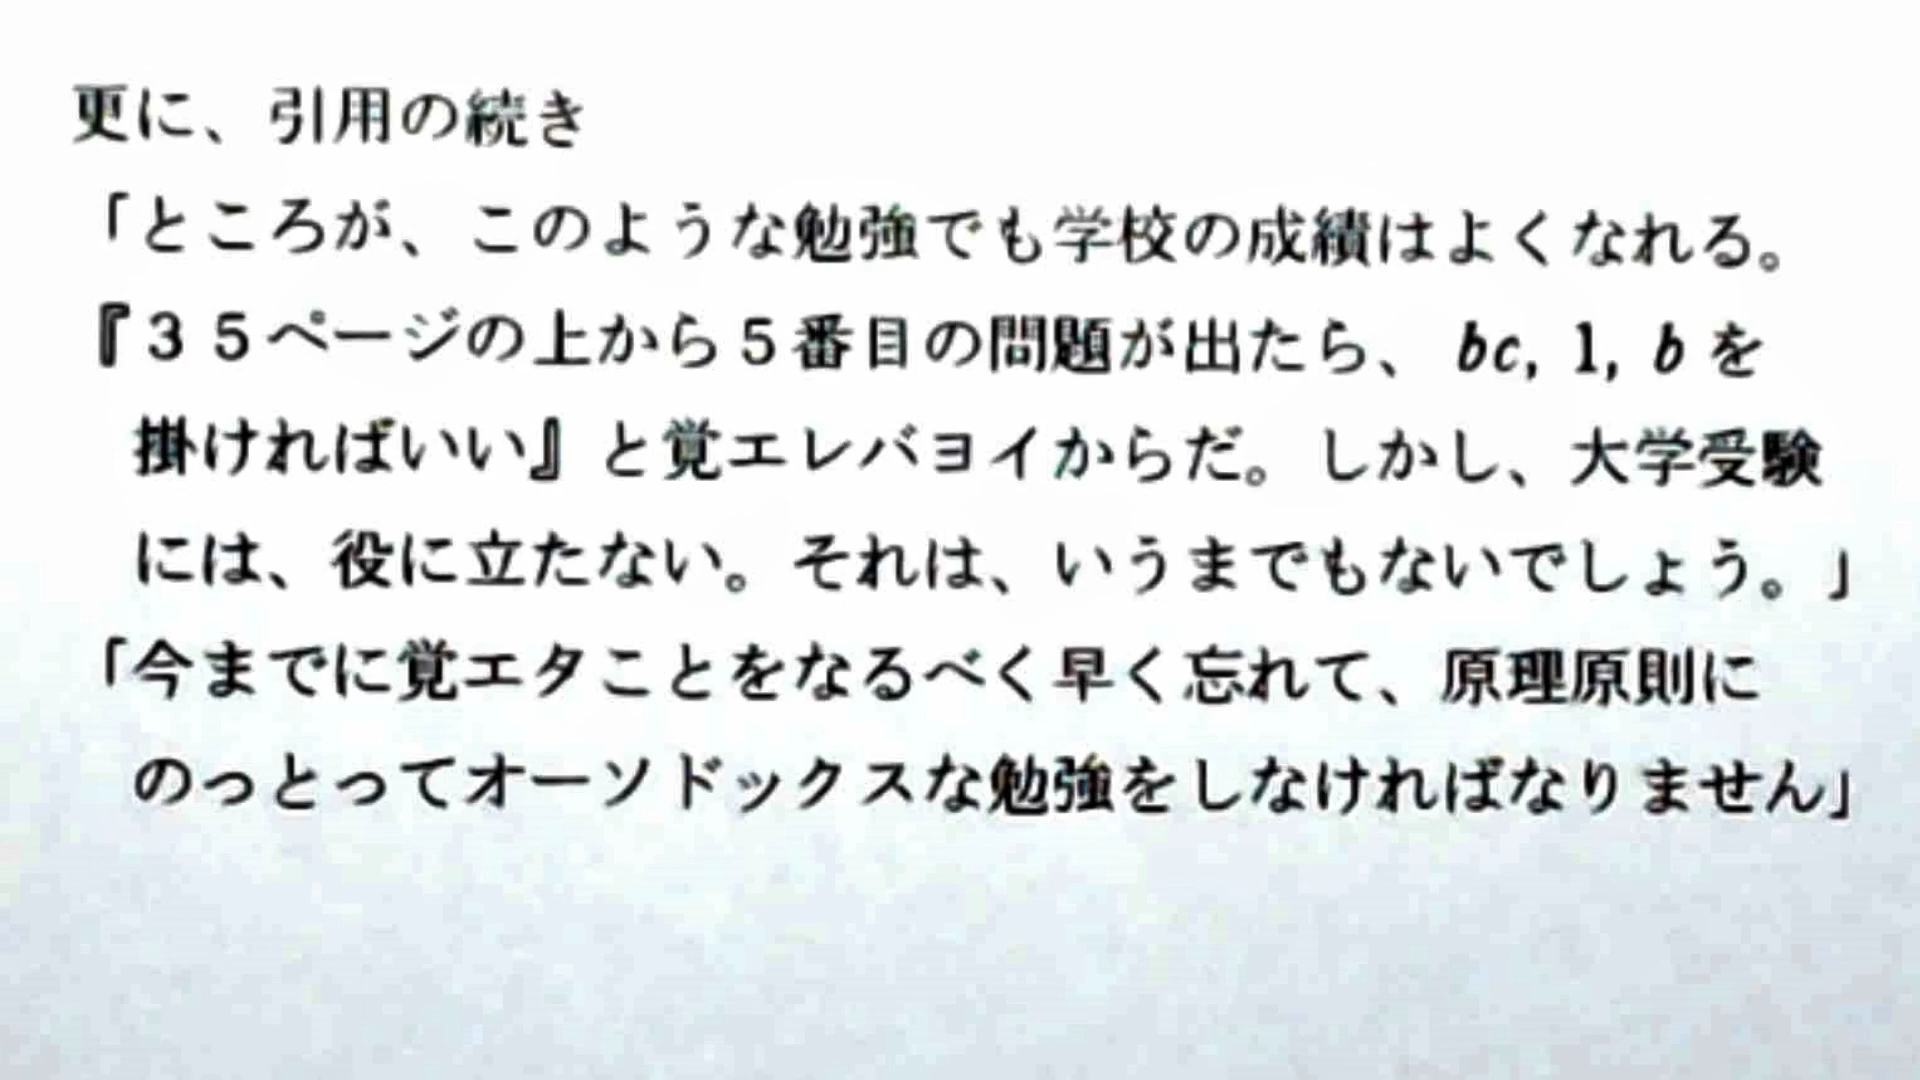 更に、引用の続き
「ところが、このような勉強でも学校の成績はよくなれる。
『３５ページの上から５番目の問題が出たら、bc, 1, b を
掛ければいい』と覚エレバヨイからだ。しかし、大学受験
には、役に立たない。それは、いうまでもないでしょう。」
「今までに覚エタことをなるべく早く忘れて、原理原則に
のっとってオーソドックスな勉強をしなければなりません」